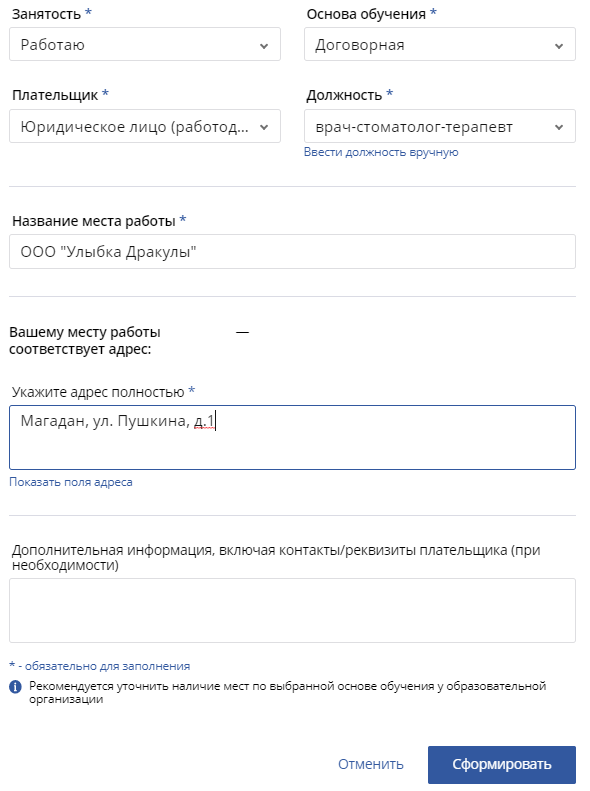 Занятость * Основа обучения *
Работаю Договорная
Плательщик * Должность *
Юридическое лицо (работод... врач-стоматолог-терапевт
Ввести должность вручную
Название места работы *
ООО "Улыбка Дракулы"
Вашему месту работы —
соответствует адрес:
Укажите адрес полностью *
Магадан, ул. Пушкина, д.1
Показать поля адреса
Дополнительная информация, включая контакты/реквизиты плательщика (при
необходимости)
* - обязательно для заполнения
Рекомендуется уточнить наличие мест по выбранной основе обучения у образовательной
организации
Отменить Сформировать